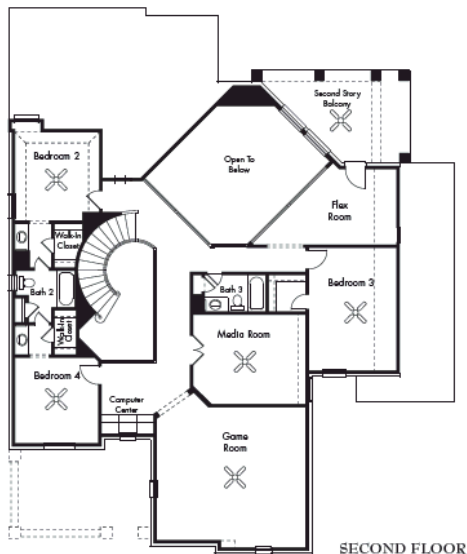 Second Story
Balcony
Bedroom 2
Open To
Below
Flex
Room
Walk-In
Closet
Bath 2
Bath 3
Bedroom 3
Walk-In
Closet
Media Room
Bedroom 4
Computer
Center
Game
Room
SECOND FLOOR